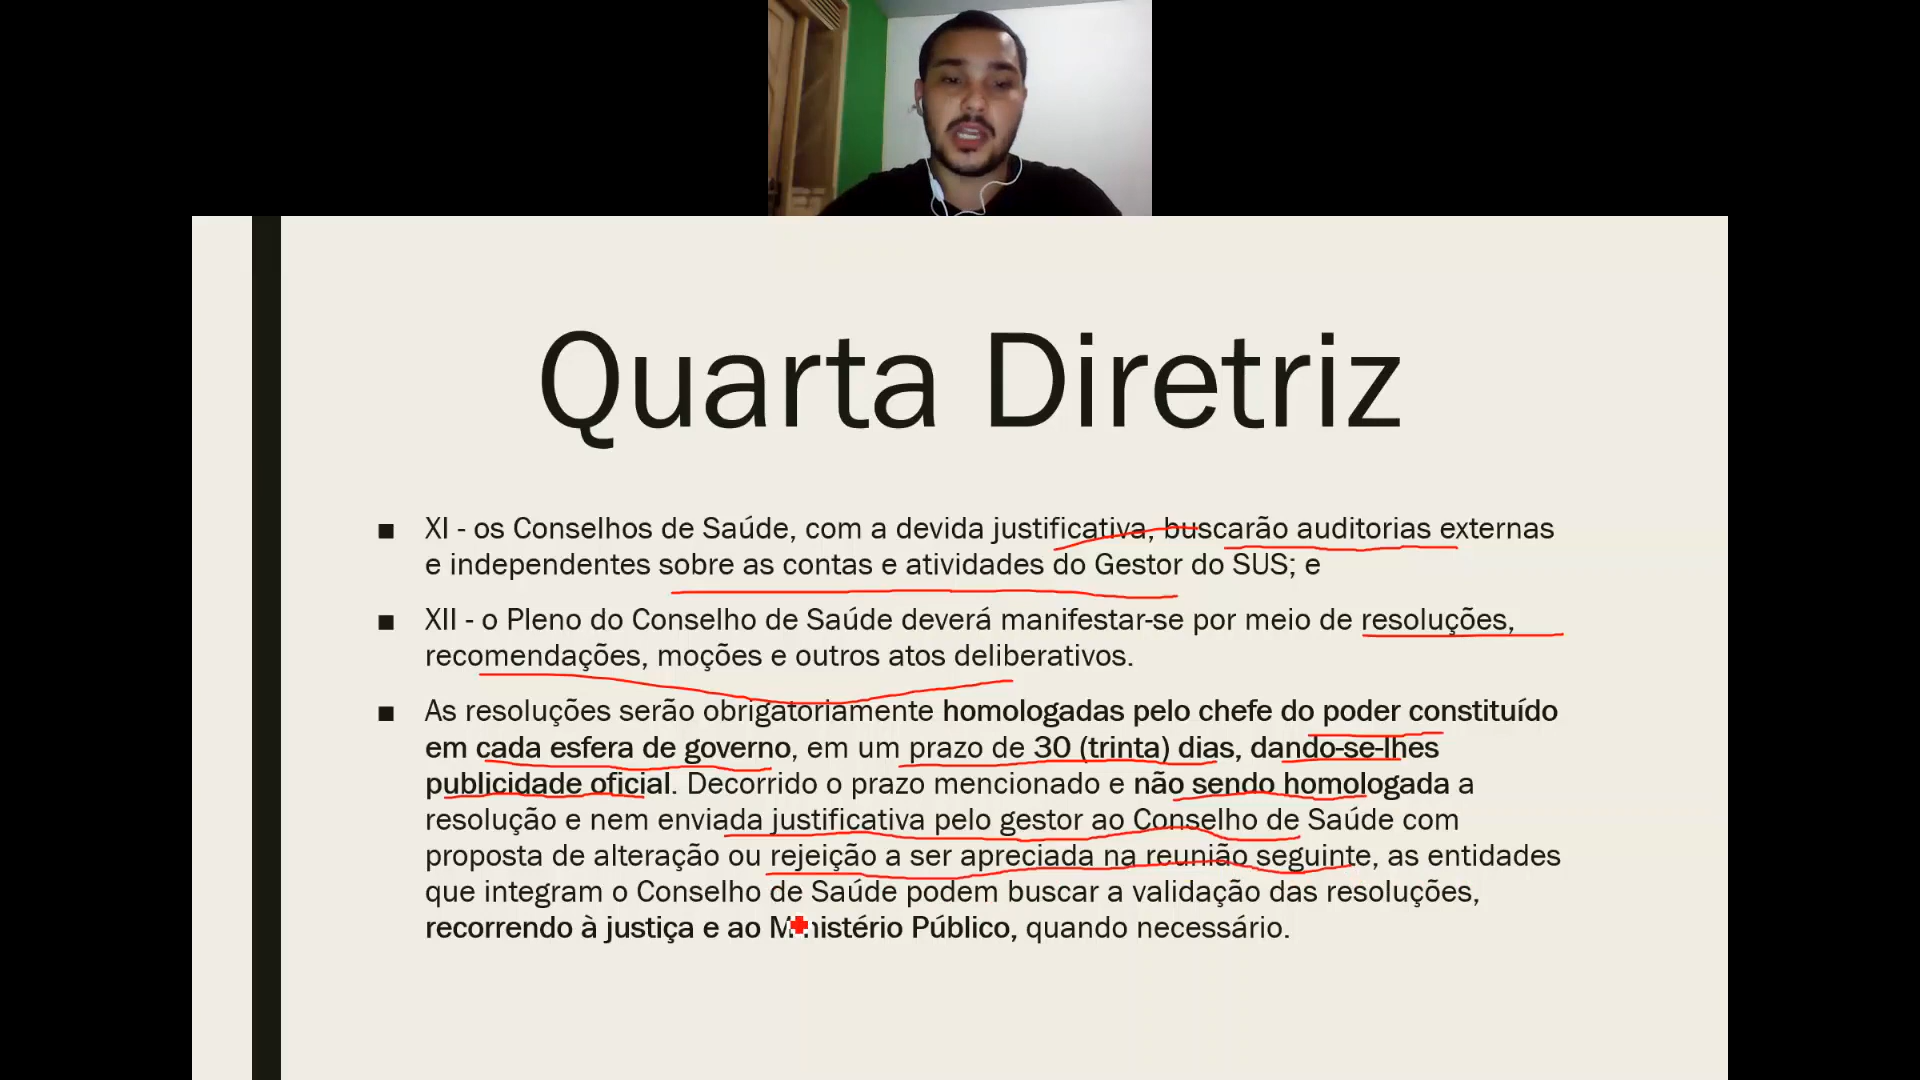 Quarta Diretriz
■ XI - os Conselhos de Saúde, com a devida justificativa, buscarão auditorias externas
e independentes sobre as contas e atividades do Gestor do SUS; e
■ XII - o Pleno do Conselho de Saúde deverá manifestar-se por meio de resoluções,
recomendações, moções e outros atos deliberativos.
■ As resoluções serão obrigatoriamente homologadas pelo chefe do poder constituído
em cada esfera de governo, em um prazo de 30 (trinta) dias, dando-se-lhes
publicidade oficial. Decorrido o prazo mencionado e não sendo homologada a
resolução e nem enviada justificativa pelo gestor ao Conselho de Saúde com
proposta de alteração ou rejeição a ser apreciada na reunião seguinte, as entidades
que integram o Conselho de Saúde podem buscar a validação das resoluções,
recorrendo à justiça e ao Ministério Público, quando necessário.